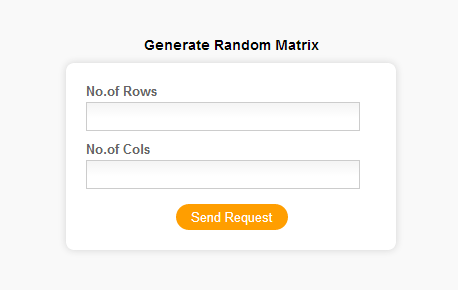 Generate Random Matrix
No.of Rows
No.of Cols
Send Request